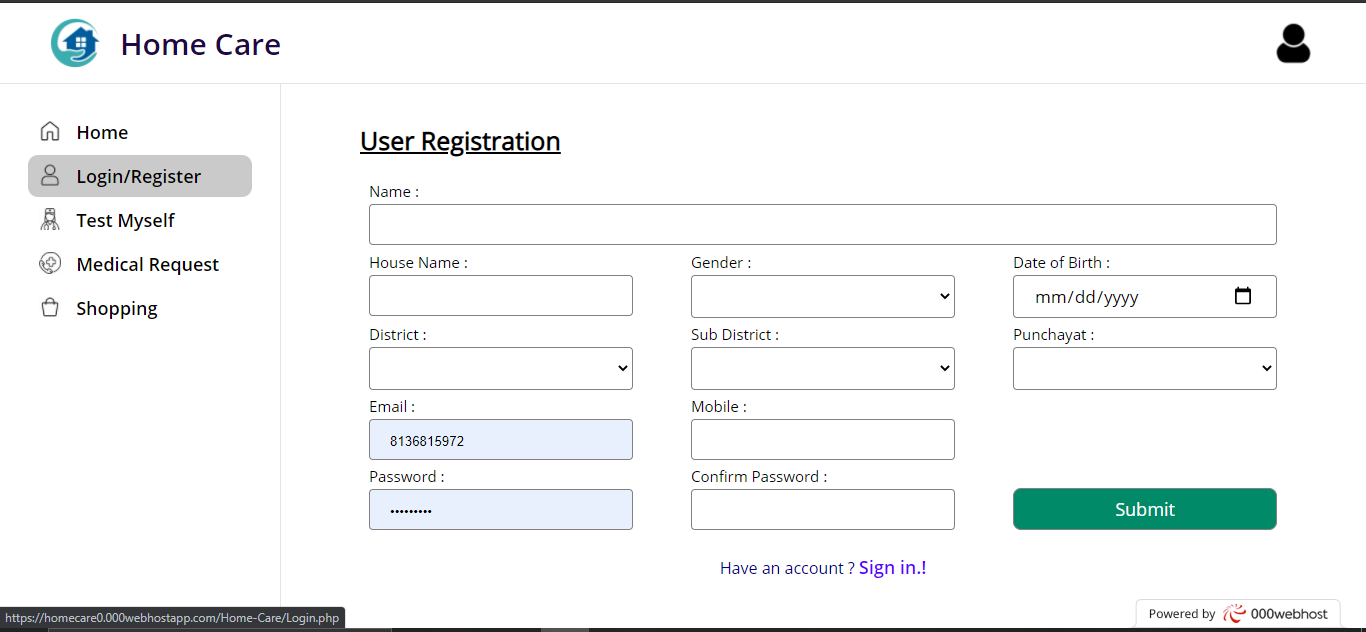 Home Care
Home
Login/Register
Test Myself
Medical Request
Shopping
User Registration
Name :
House Name :
Gender :
Date of Birth :
mm/dd/yyyy
District :
Sub District :
Punchayat :
Email :
Mobile :
8136815972
Password :
Confirm Password :
•••••••••
Submit
Have an account ? Sign in.!
https://homecare0.000webhostapp.com/Home-Care/Login.php
Powered by 000webhost